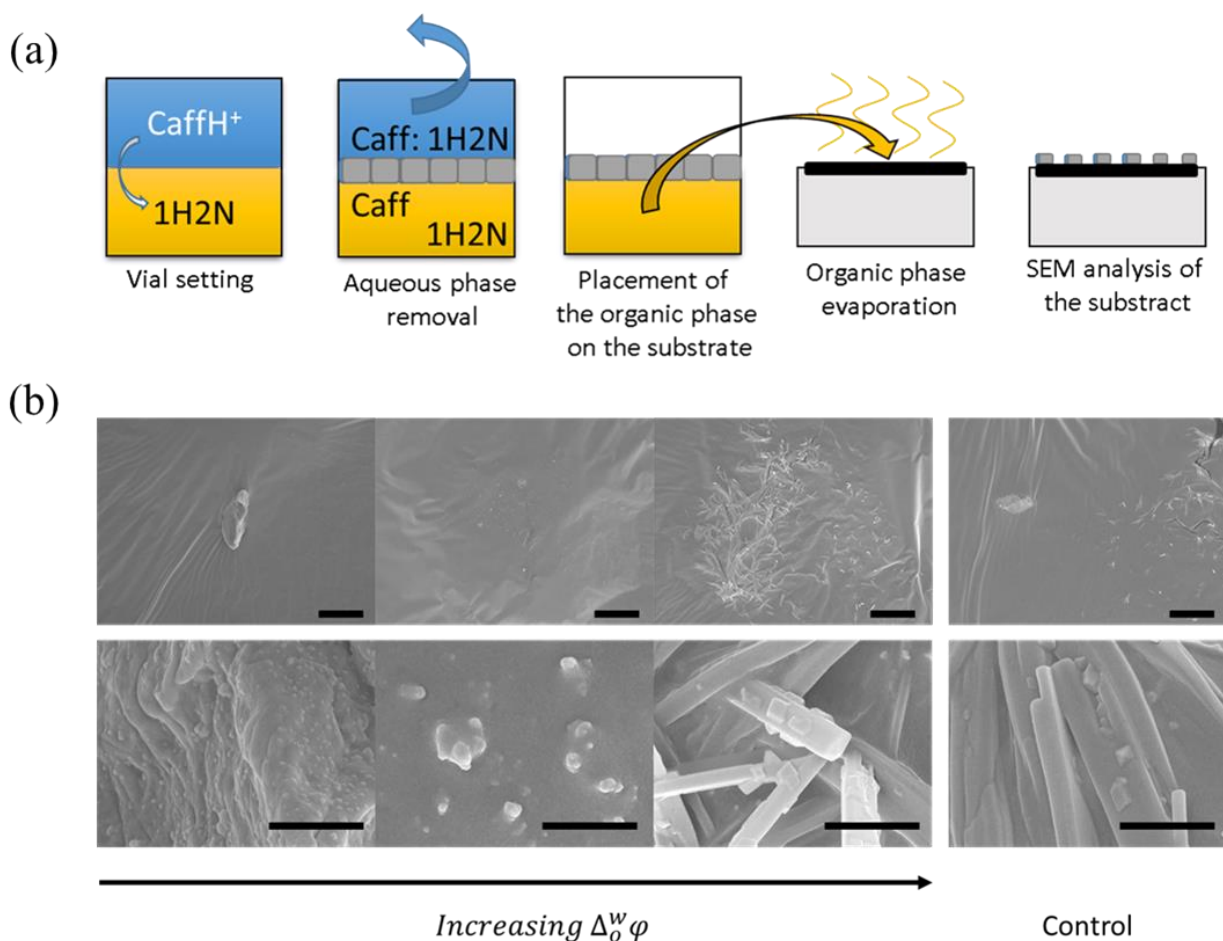 (a)
CaffH⁺
1H2N
Vial setting
Caff: 1H2N
Caff
1H2N
Aqueous phase
removal
Placement of
the organic phase
on the substrate
Organic phase
evaporation
SEM analysis of
the substract
(b)
Increasing Δ_o^w φ
Control